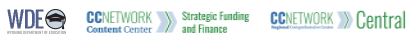 WDE
WYOMING DEPARTMENT OF EDUCATION
CCNETWORK
Content Center
Strategic Funding
and Finance
CCNETWORK
Regional Comprehensive Center
Central